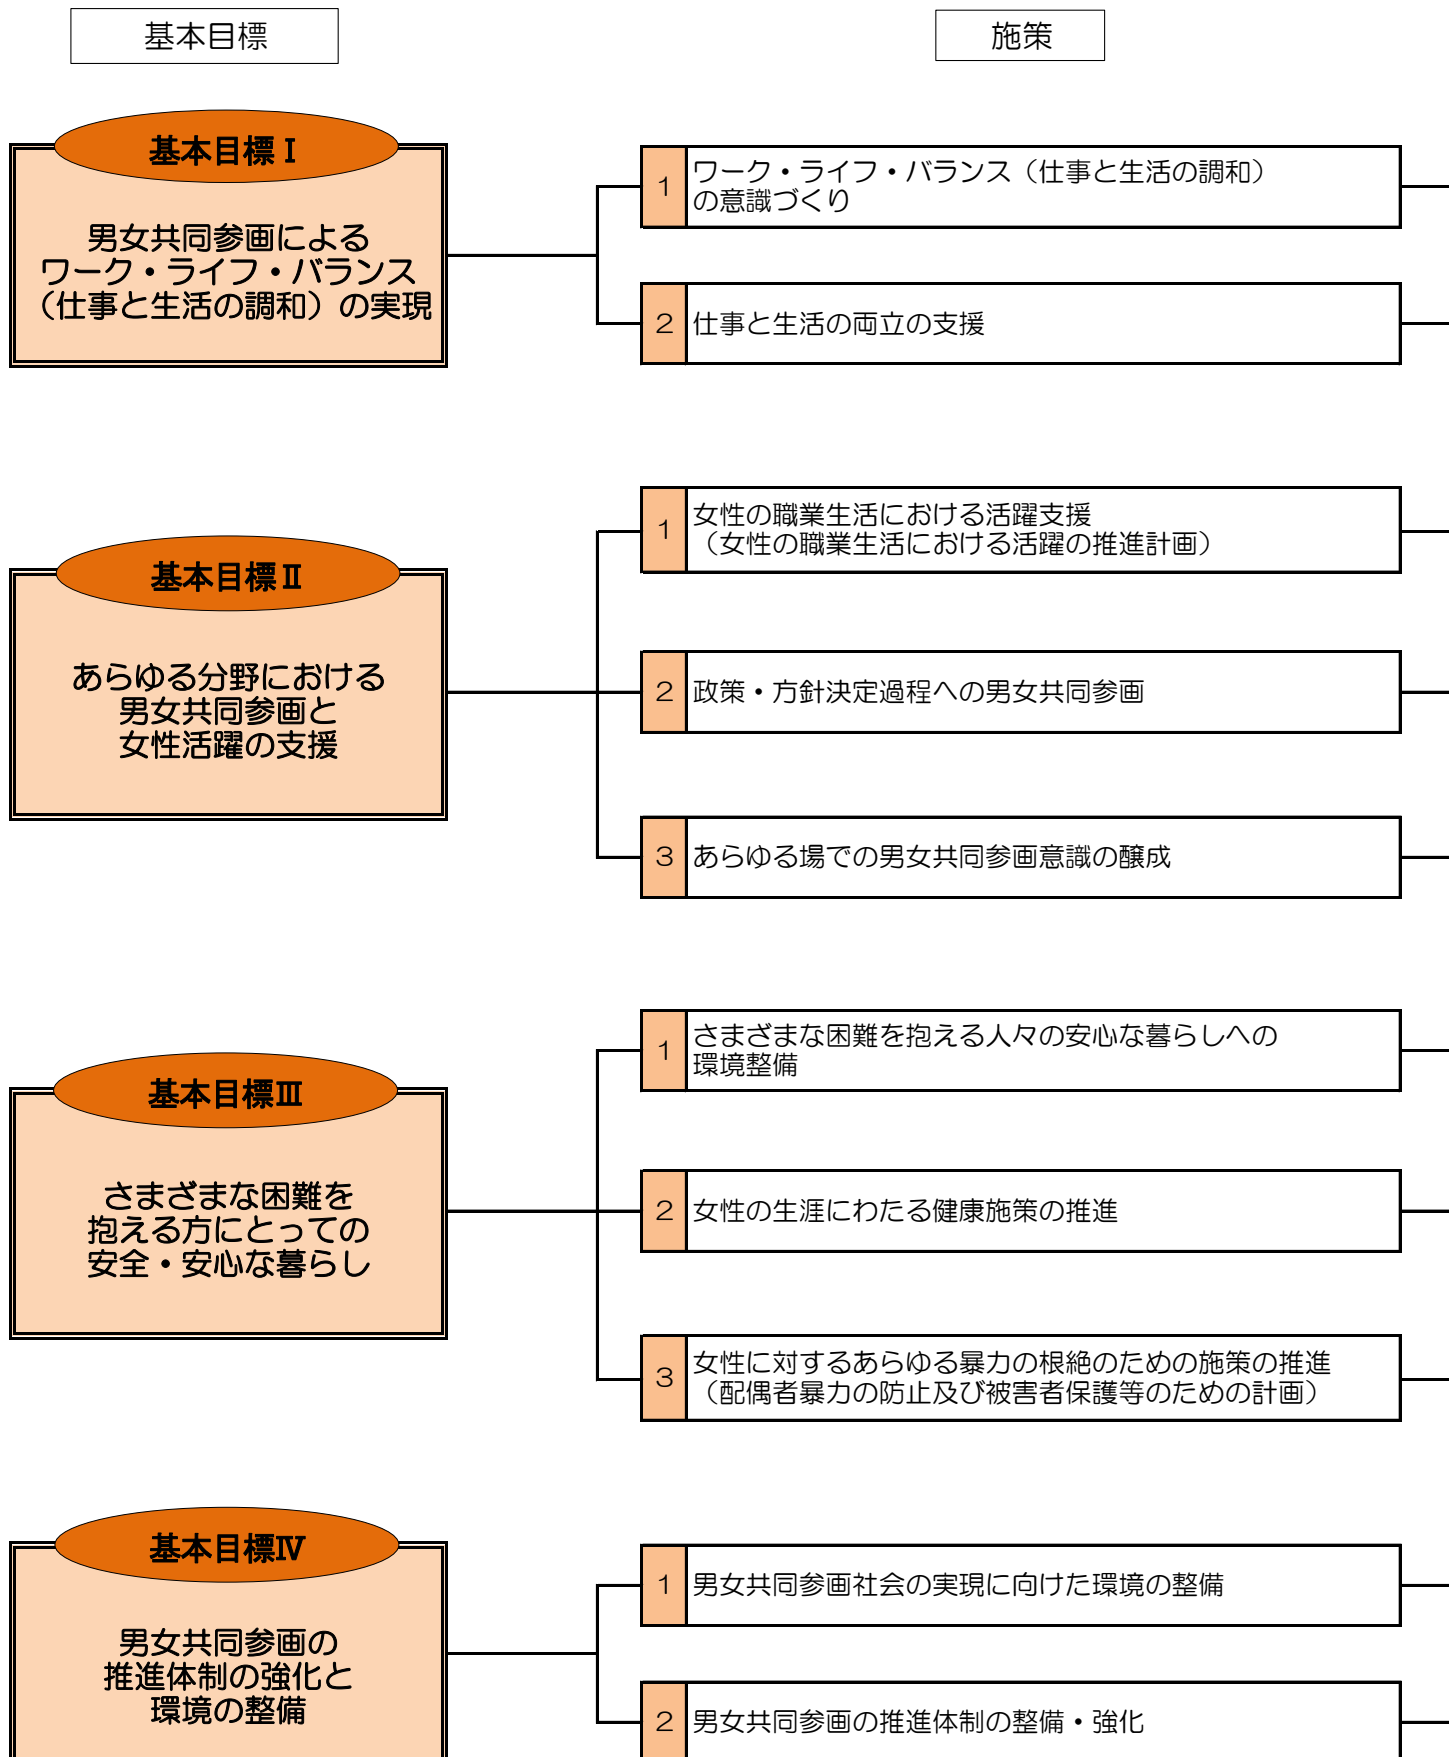 基本目標
施策
基本目標Ⅰ
男女共同参画による
ワーク・ライフ・バランス
（仕事と生活の調和）の実現
1
ワーク・ライフ・バランス（仕事と生活の調和）
の意識づくり
2
仕事と生活の両立の支援
基本目標Ⅱ
あらゆる分野における
男女共同参画と
女性活躍の支援
1
女性の職業生活における活躍支援
（女性の職業生活における活躍の推進計画）
2
政策・方針決定過程への男女共同参画
3
あらゆる場での男女共同参画意識の醸成
基本目標Ⅲ
さまざまな困難を
抱える方にとっての
安全・安心な暮らし
1
さまざまな困難を抱える人々の安心な暮らしへの
環境整備
2
女性の生涯にわたる健康施策の推進
3
女性に対するあらゆる暴力の根絶のための施策の推進
（配偶者暴力の防止及び被害者保護等のための計画）
基本目標Ⅳ
男女共同参画の
推進体制の強化と
環境の整備
1
男女共同参画社会の実現に向けた環境の整備
2
男女共同参画の推進体制の整備・強化